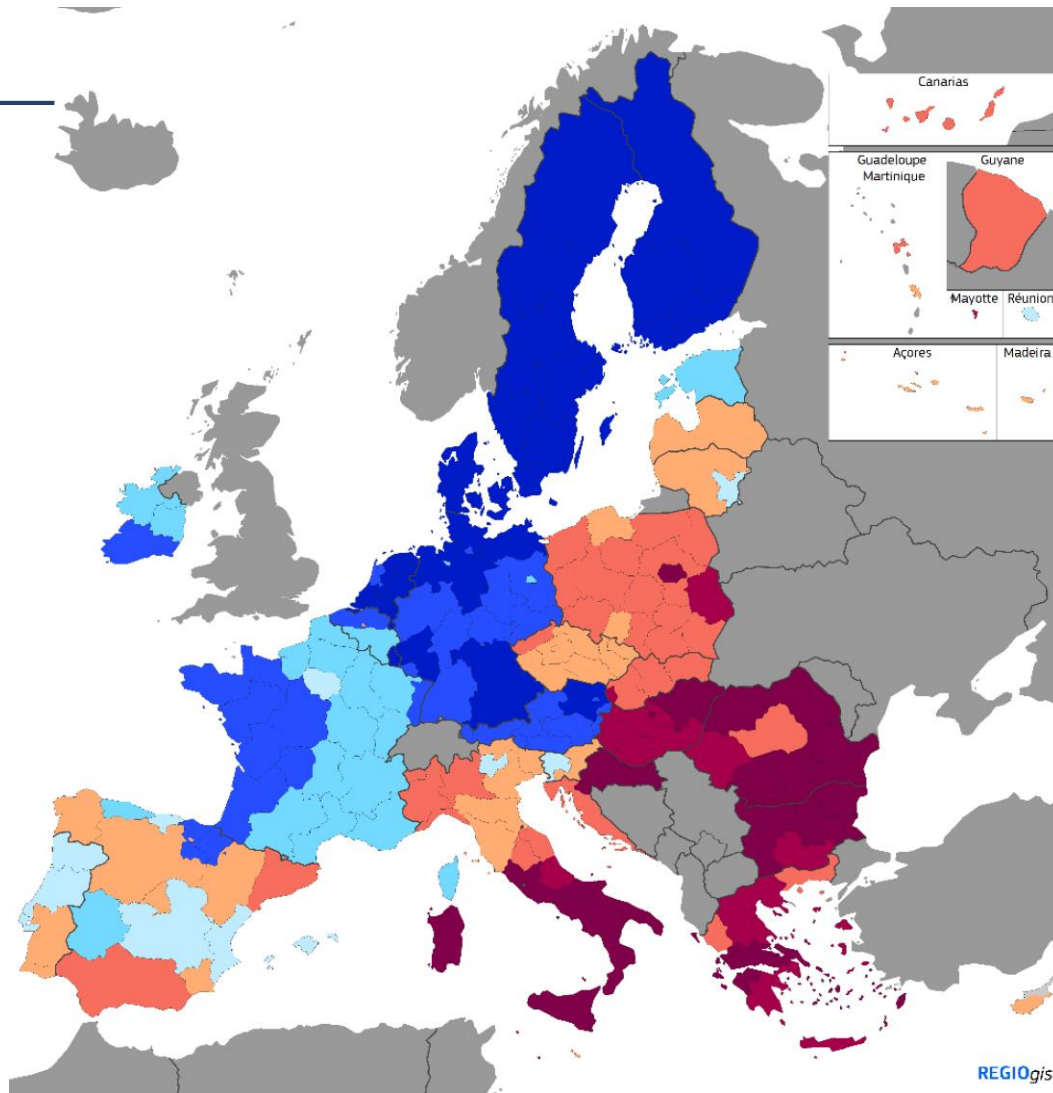 Canarias
Guadeloupe
Martinique
Guyane
Mayotte
Réunion
Açores
Madeira
REGIOgis